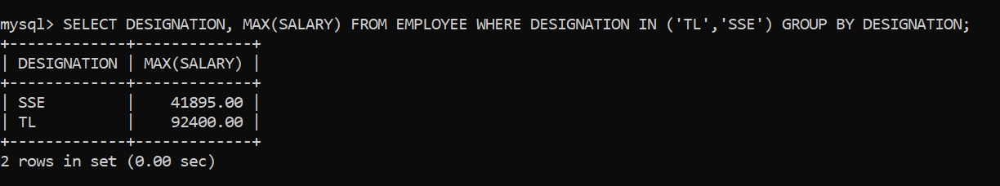 mysql> SELECT DESIGNATION, MAX(SALARY) FROM EMPLOYEE WHERE DESIGNATION IN ('TL','SSE') GROUP BY DESIGNATION;
+-------------+-------------+
| DESIGNATION | MAX(SALARY) |
+-------------+-------------+
| SSE         |    41895.00 |
| TL          |    92400.00 |
+-------------+-------------+
2 rows in set (0.00 sec)